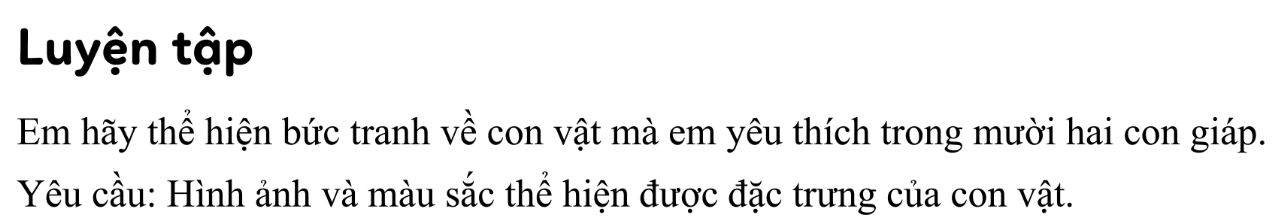 Luyện tập
Em hãy thể hiện bức tranh về con vật mà em yêu thích trong mười hai con giáp.
Yêu cầu: Hình ảnh và màu sắc thể hiện được đặc trưng của con vật.